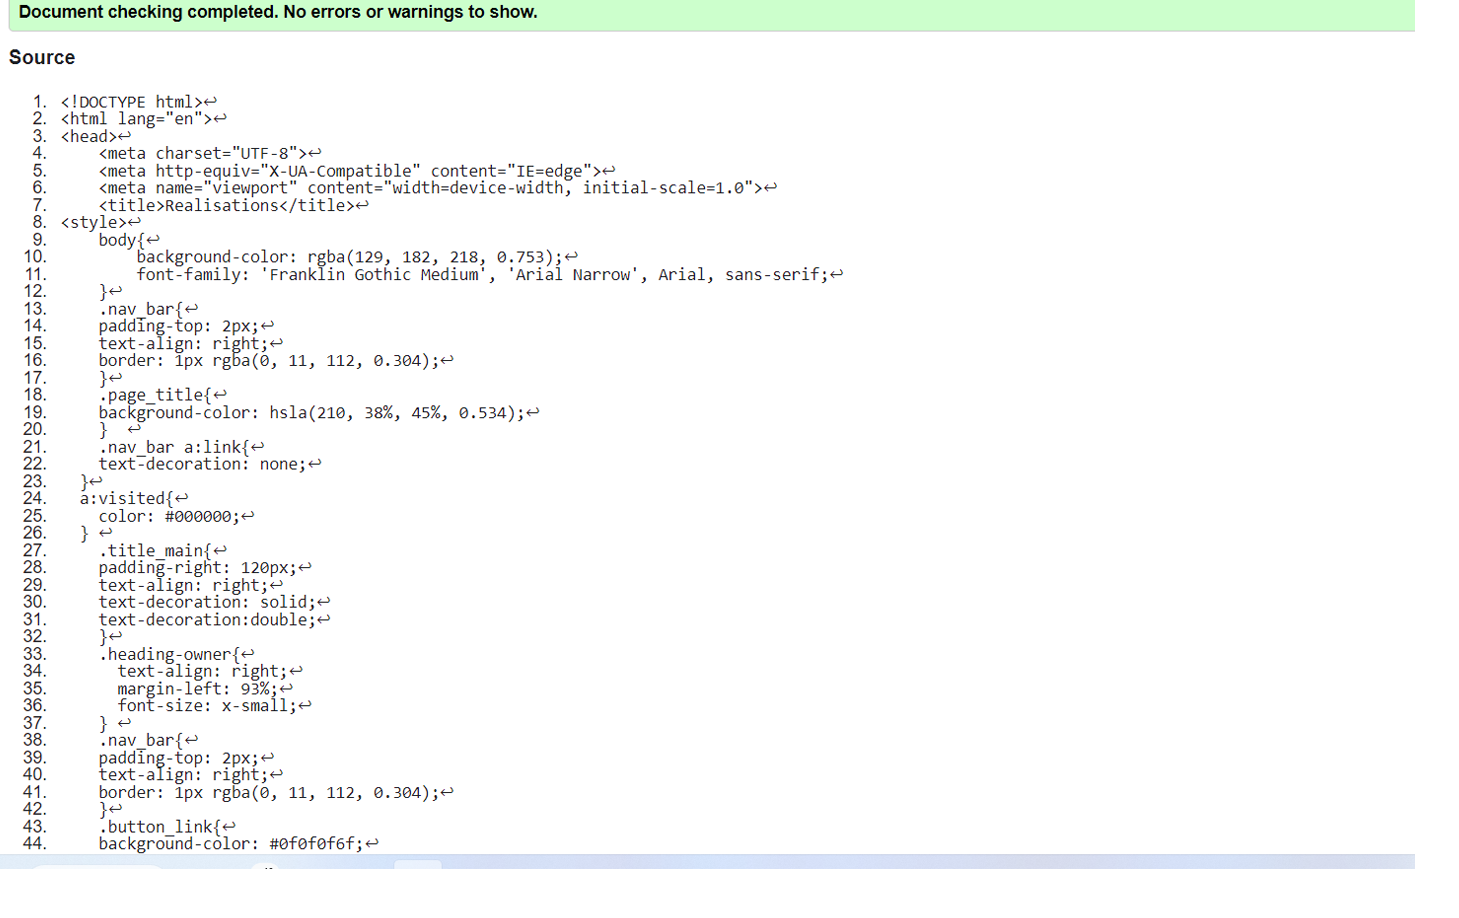 Document checking completed. No errors or warnings to show.
Source
1. <!DOCTYPE html>↩
2. <html lang="en">↩
3. <head>↩
4.     <meta charset="UTF-8">↩
5.     <meta http-equiv="X-UA-Compatible" content="IE=edge">↩
6.     <meta name="viewport" content="width=device-width, initial-scale=1.0">↩
7.     <title>Realisations</title>↩
8. <style>↩
9.     body{↩
10.         background-color: rgba(129, 182, 218, 0.753);↩
11.         font-family: 'Franklin Gothic Medium', 'Arial Narrow', Arial, sans-serif;↩
12.     }↩
13.     .nav_bar{↩
14.     padding-top: 2px;↩
15.     text-align: right;↩
16.     border: 1px rgba(0, 11, 112, 0.304);↩
17.     }↩
18.     .page_title{↩
19.     background-color: hsla(210, 38%, 45%, 0.534);↩
20.     }  ↩
21.     .nav_bar a:link{↩
22.     text-decoration: none;↩
23.   }↩
24.   a:visited{↩
25.     color: #000000;↩
26.   } ↩
27.     .title_main{↩
28.     padding-right: 120px;↩
29.     text-align: right;↩
30.     text-decoration: solid;↩
31.     text-decoration:double;↩
32.     }↩
33.     .heading-owner{↩
34.       text-align: right;↩
35.       margin-left: 93%;↩
36.       font-size: x-small;↩
37.     } ↩
38.     .nav_bar{↩
39.     padding-top: 2px;↩
40.     text-align: right;↩
41.     border: 1px rgba(0, 11, 112, 0.304);↩
42.     }↩
43.     .button_link{↩
44.     background-color: #0f0f0f6f;↩